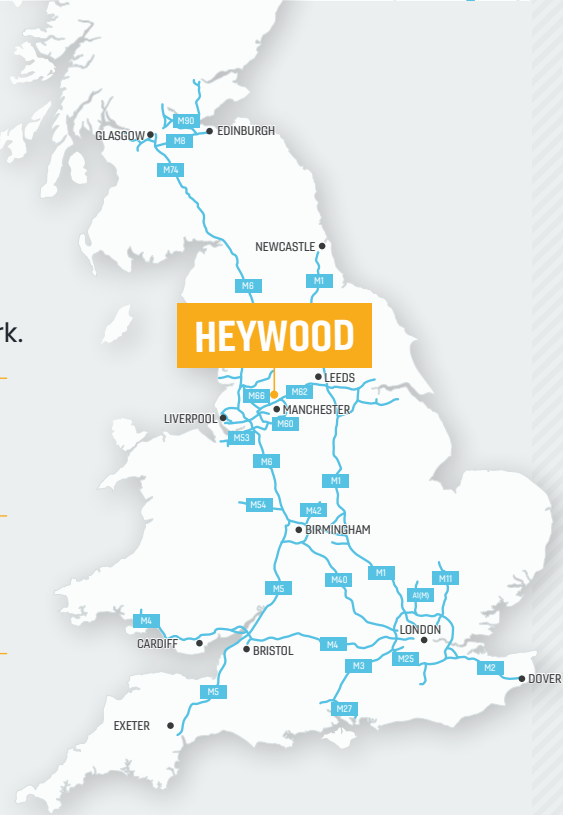 M90
GLASGOW
EDINBURGH
M8
M74
NEWCASTLE
M6
M1
HEYWOOD
rk.
LEEDS
M66
M62
MANCHESTER
LIVERPOOL
M60
M53
M6
M1
M54
M42
BIRMINGHAM
M1
M11
M40
M5
A1(M)
M4
LONDON
CARDIFF
M4
BRISTOL
M25
M3
M2
DOVER
M5
M27
EXETER